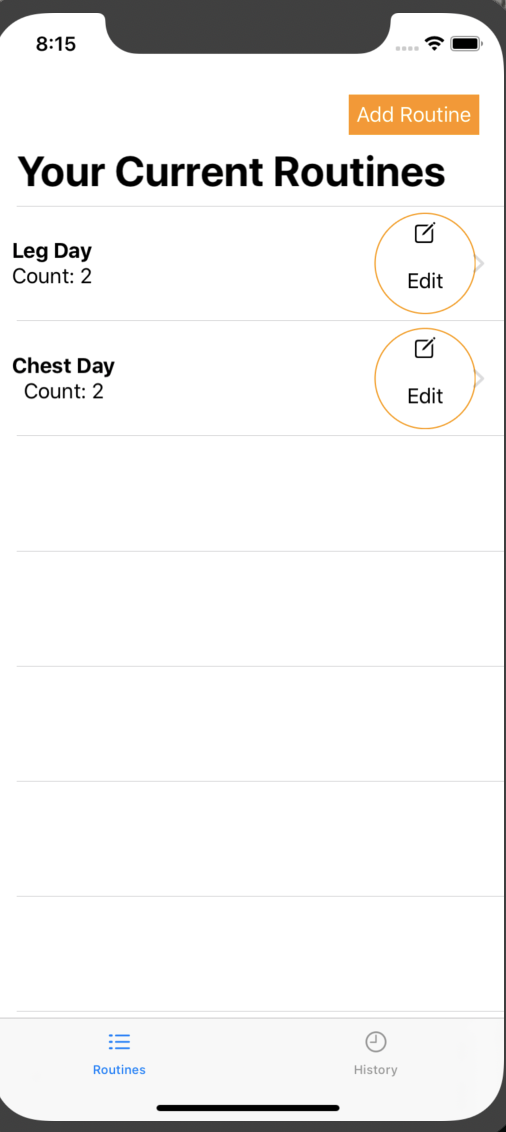 8:15
Add Routine
Your Current Routines
Leg Day
Count: 2
Edit
Chest Day
Count: 2
Edit
Routines
History